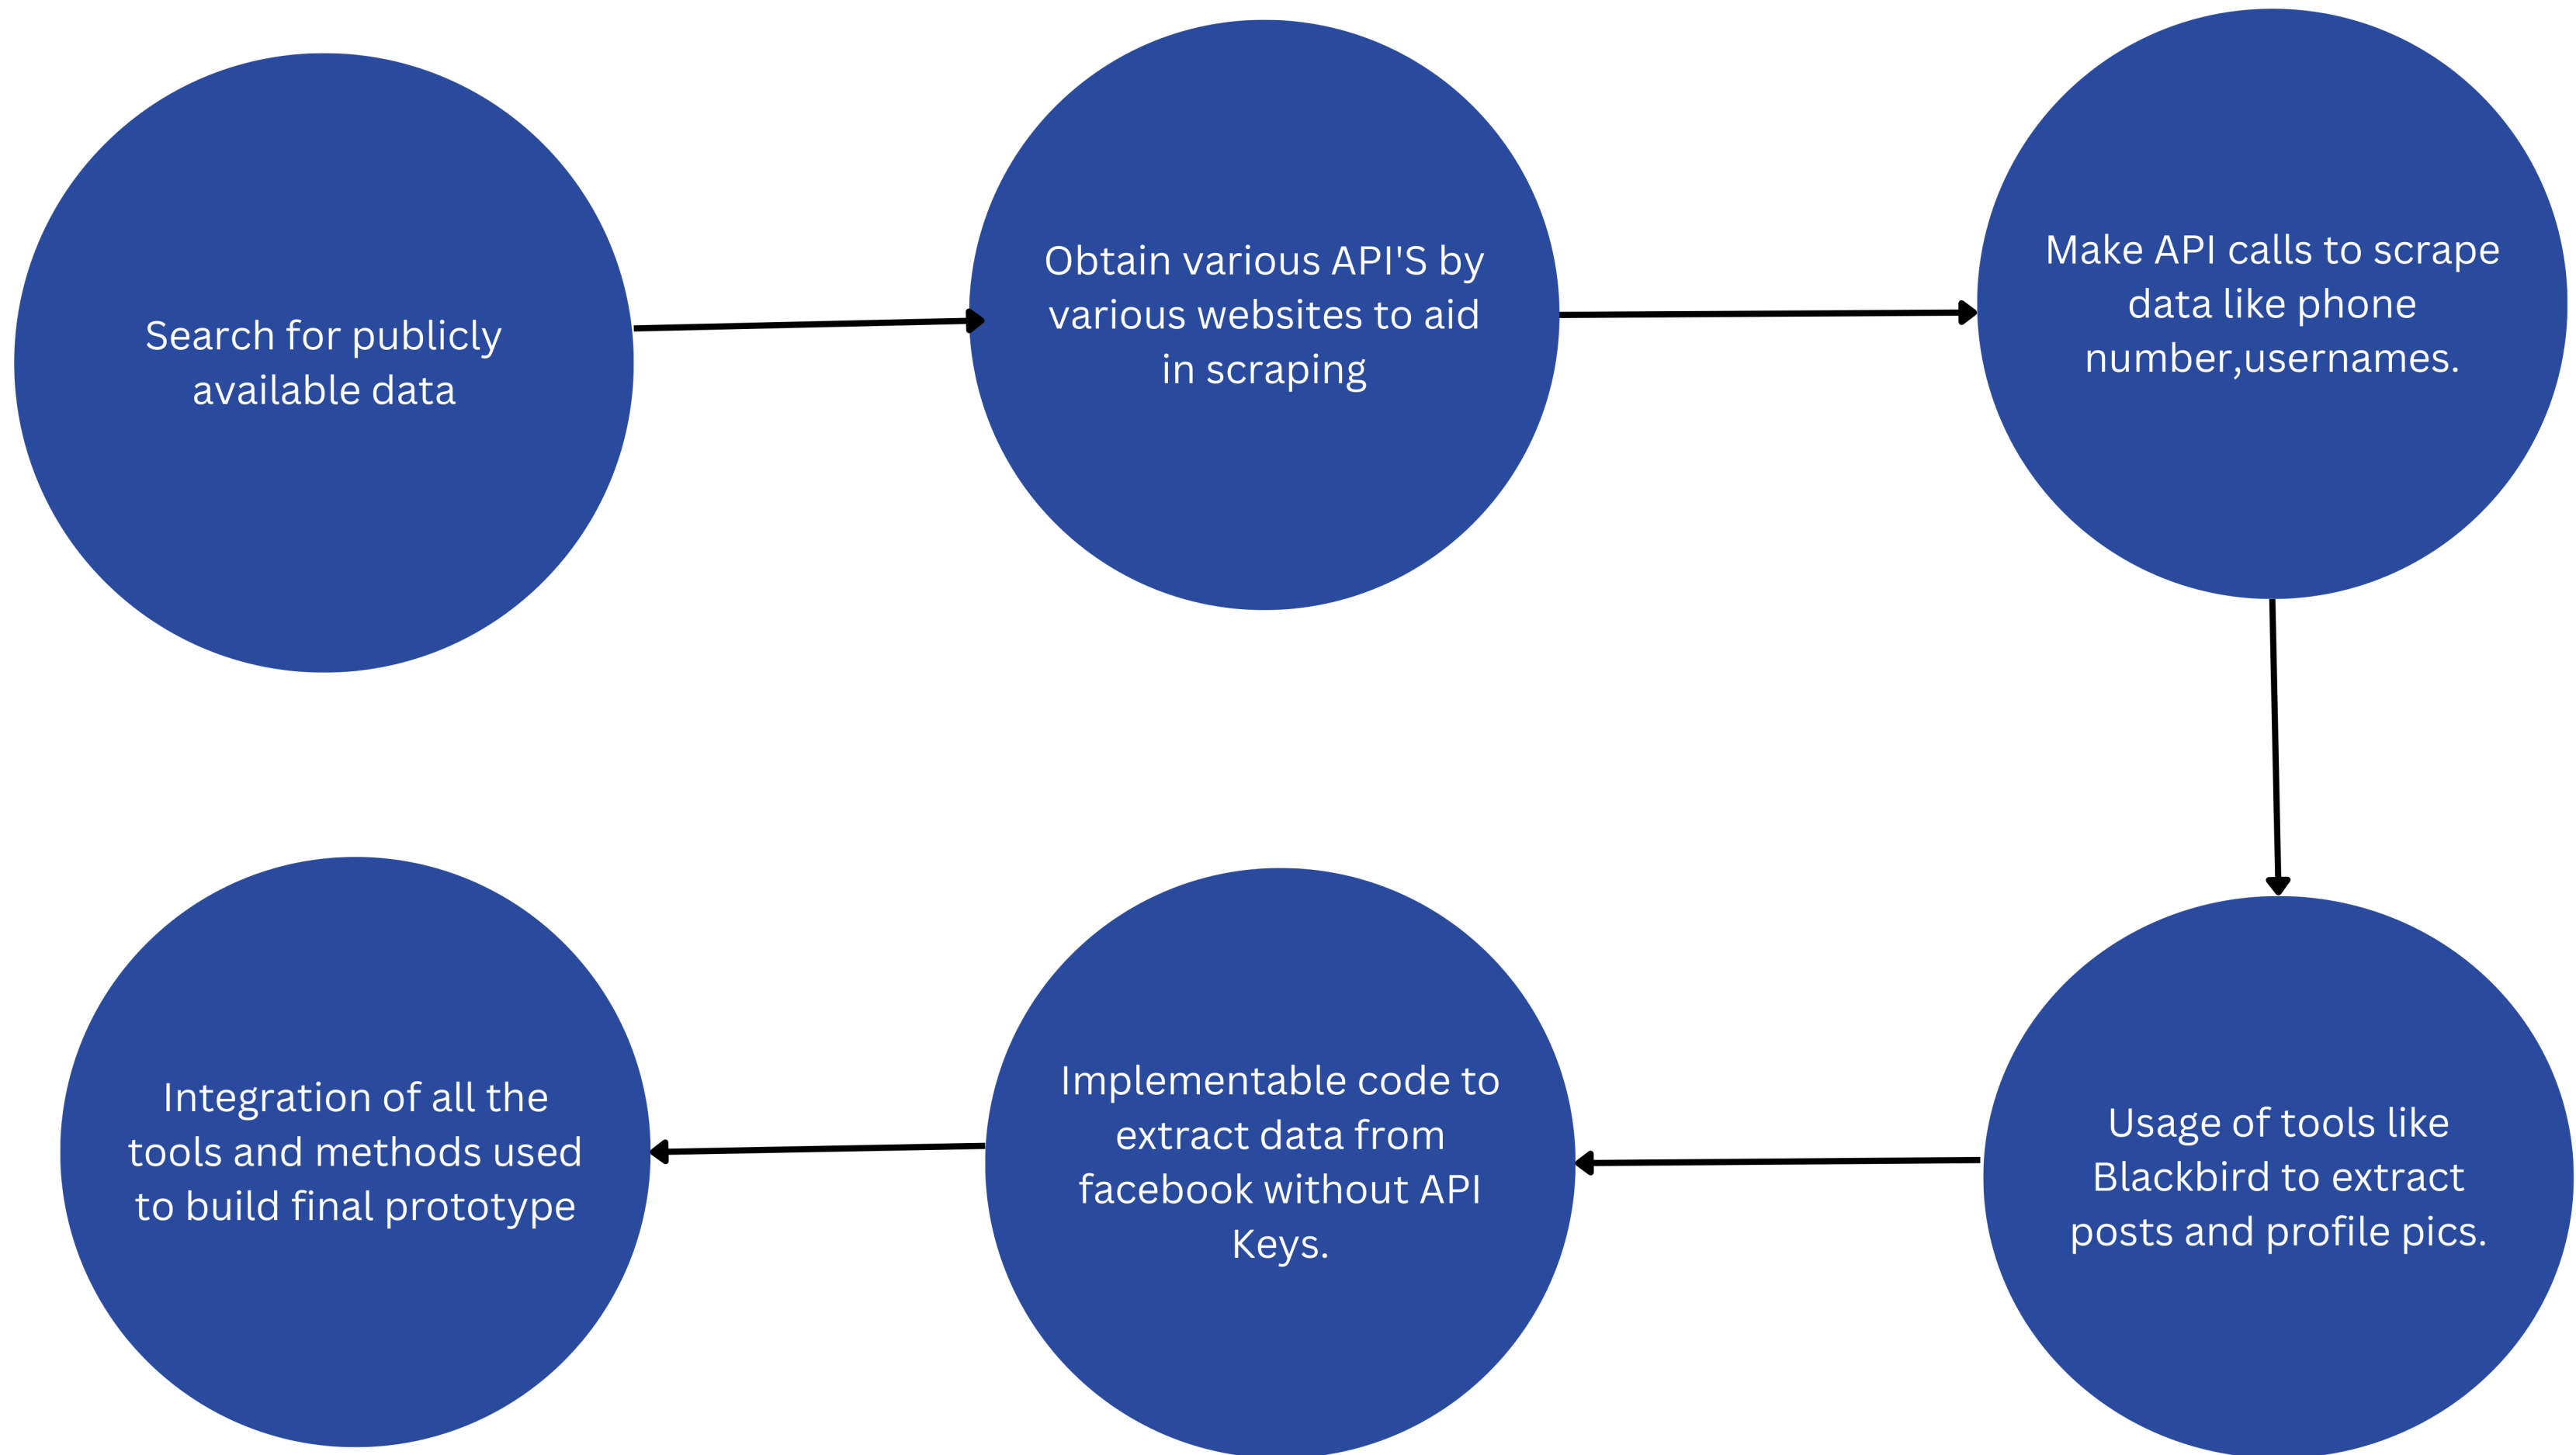 Search for publicly
available data
Obtain various API'S by
various websites to aid
in scraping
Make API calls to scrape
data like phone
number,usernames.
Usage of tools like
Blackbird to extract
posts and profile pics.
Implementable code to
extract data from
facebook without API
Keys.
Integration of all the
tools and methods used
to build final prototype